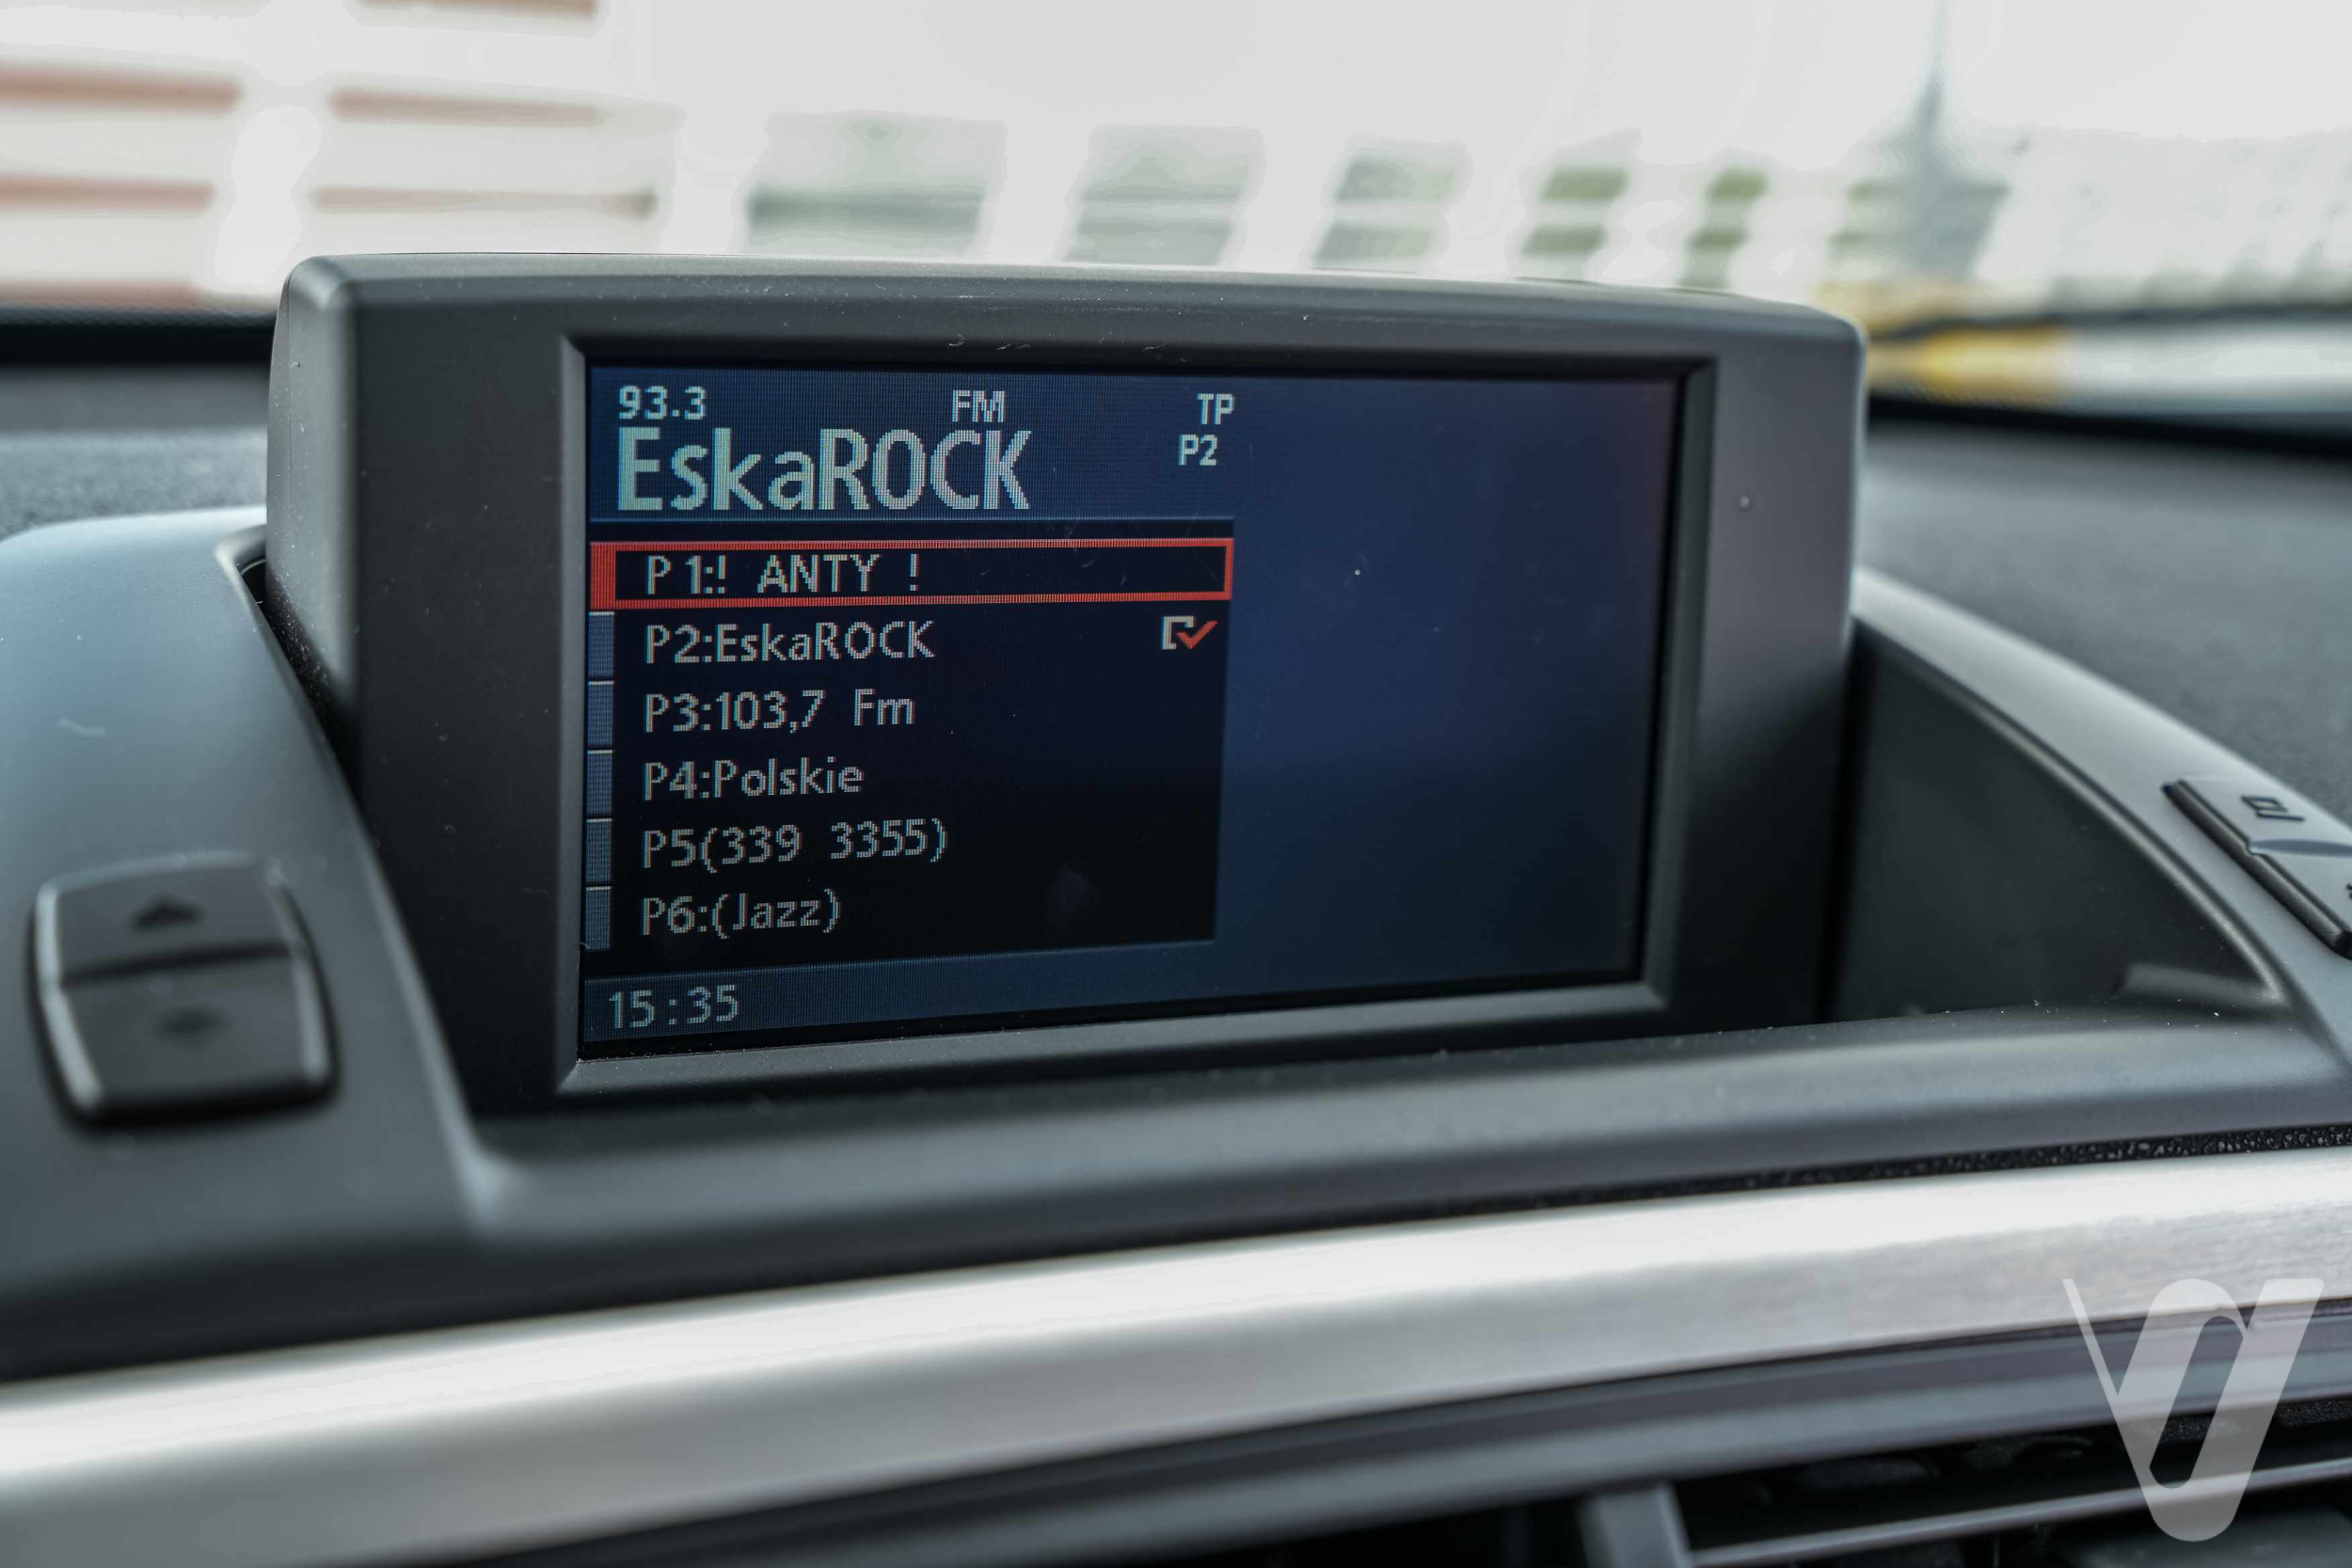 93.3 FM TP
EskaROCK P2
P1:! ANTY !
P2:EskaROCK
P3:103,7 Fm
P4:Polskie
P5(339 3355)
P6:(Jazz)
15:35